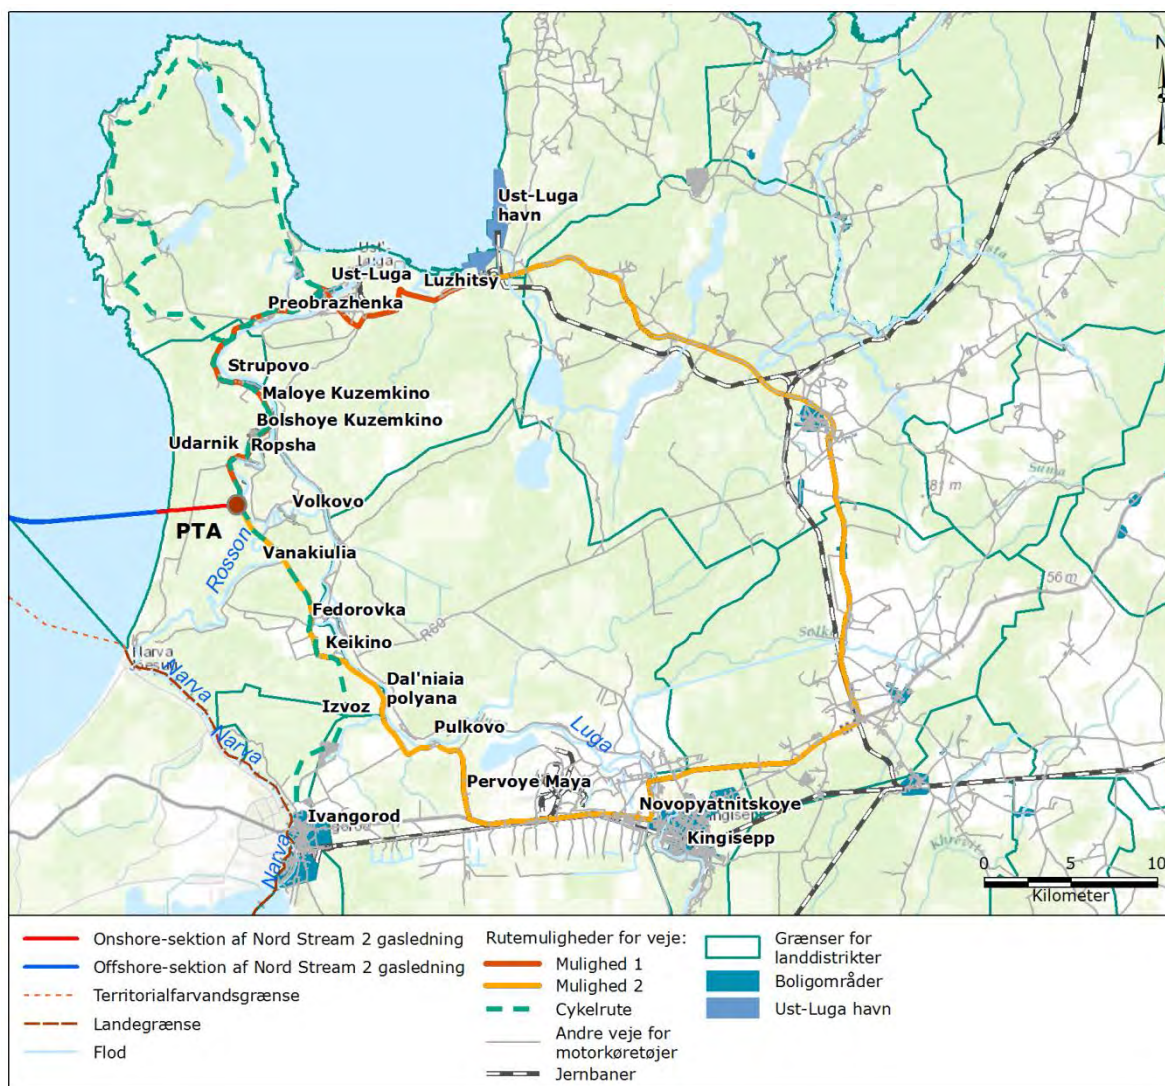 N
Ust-Luga
havn
Ust'
Luga
Ust-Luga
Luzhitsy
Preobrazhenka
Strupovo
Maloye Kuzemkino
Bolshoye Kuzemkino
Udarnik
Ropsha
Volkovo
PTA
Rosson
Vanakiulia
Fedorovka
Keikino
R60
Narva
Narva
Narva
Narva
Dal'niaia
polyana
Izvoz
Pulkovo
Luga
Pervoye Maya
Novopyatnitskoye
Kingisepp
Ivangorod
Sista
Suma
81 m
56 m
Solka
0 5 10
Kilometer
Onshore-sektion af Nord Stream 2 gasledning
Offshore-sektion af Nord Stream 2 gasledning
Territorialfarvandsgrænse
Landegrænse
Flod
Rutemuligheder for veje:
Mulighed 1
Mulighed 2
Cykelrute
Andre veje for
motorkøretøjer
Jernbaner
Grænser for
landdistrikter
Boligområder
Ust-Luga havn